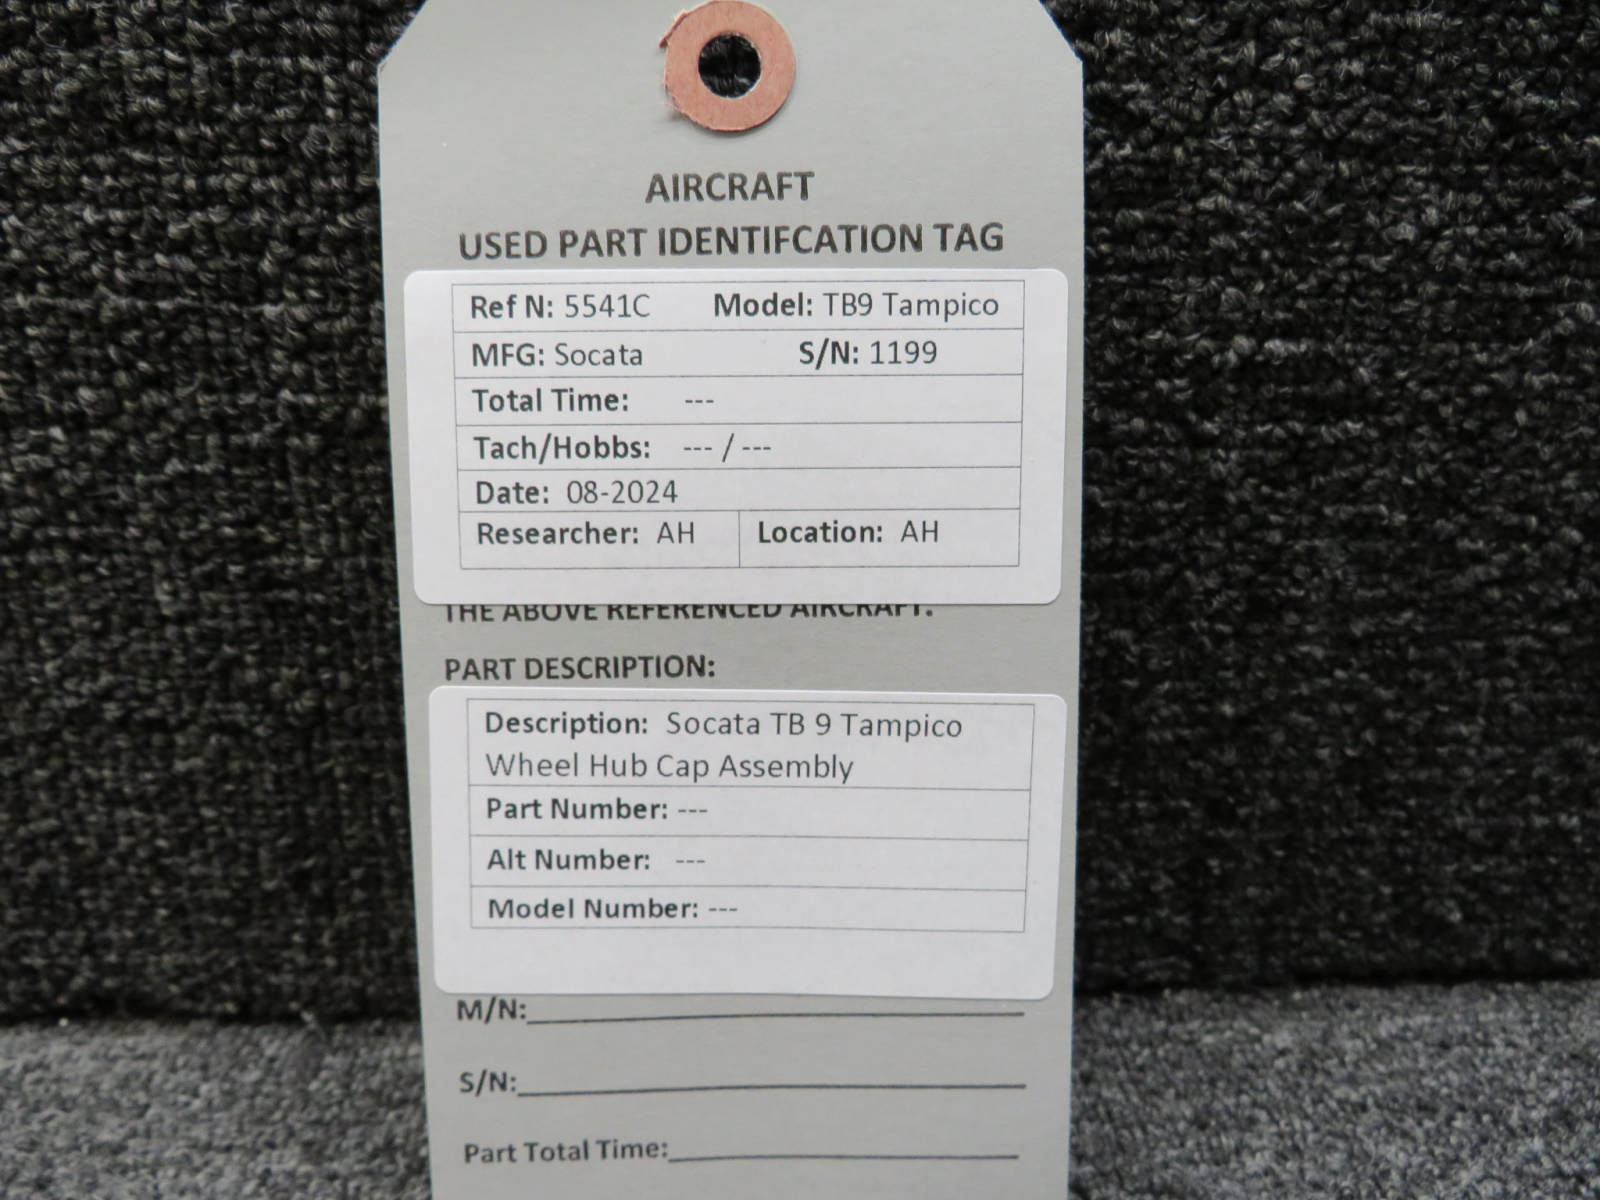 AIRCRAFT
USED PART IDENTIFCATION TAG
Ref N: 5541C Model: TB9 Tampico
MFG: Socata S/N: 1199
Total Time: ---
Tach/Hobbs: --- / ---
Date: 08-2024
Researcher: AH Location: AH
THE ABOVE REFERENCED AIRCRAFT.
PART DESCRIPTION:
Description: Socata TB 9 Tampico
Wheel Hub Cap Assembly
Part Number: ---
Alt Number: ---
Model Number: ---
M/N:
S/N:
Part Total Time: